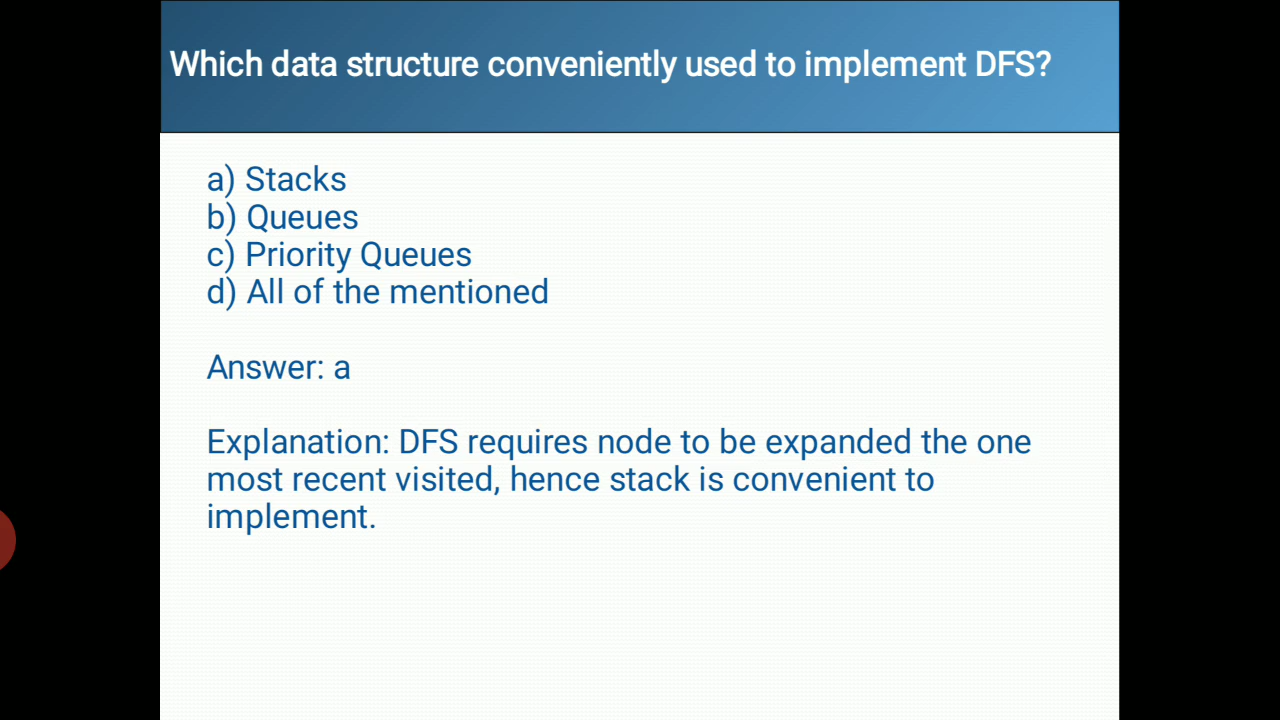 Which data structure conveniently used to implement DFS?
a) Stacks
b) Queues
c) Priority Queues
d) All of the mentioned
Answer: a
Explanation: DFS requires node to be expanded the one
most recent visited, hence stack is convenient to
implement.